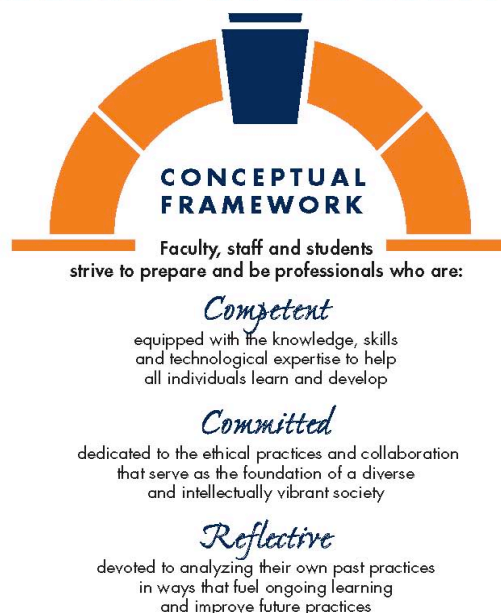 CONCEPTUAL
FRAMEWORK
Faculty, staff and students
strive to prepare and be professionals who are:
Competent
equipped with the knowledge, skills
and technological expertise to help
all individuals learn and develop
Committed
dedicated to the ethical practices and collaboration
that serve as the foundation of a diverse
and intellectually vibrant society
Reflective
devoted to analyzing their own past practices
in ways that fuel ongoing learning
and improve future practices